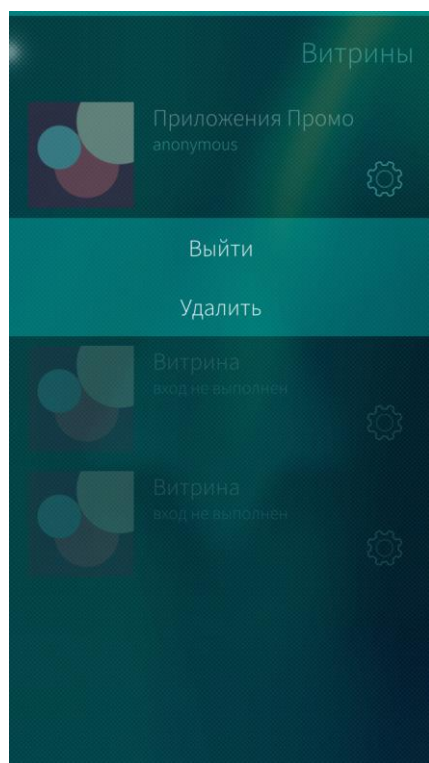 Витрины
Приложения Промо
anonymous
Выйти
Удалить
Витрина
вход не выполнен
Витрина
вход не выполнен